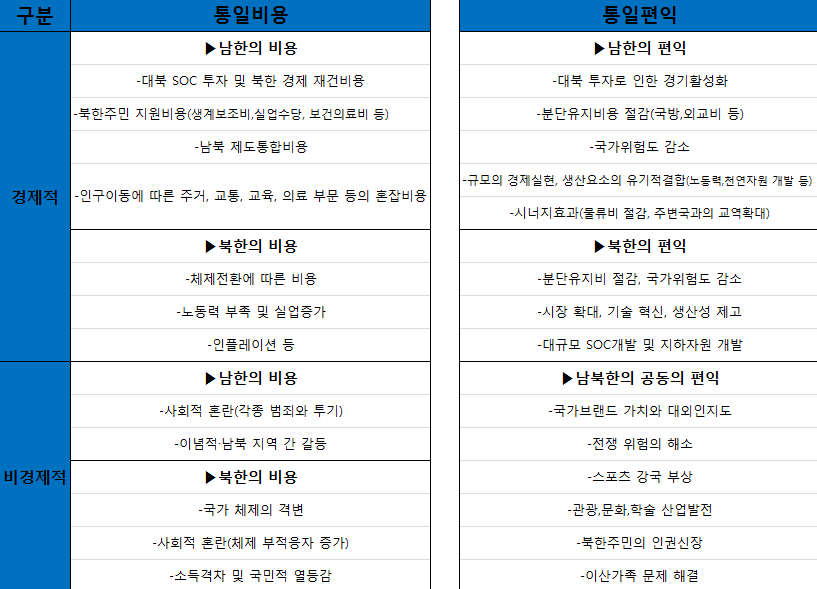 구분
통일비용
통일편익
경제적
▶남한의 비용
-대북 SOC 투자 및 북한 경제 재건비용
-북한주민 지원비용(생계보조비,실업수당, 보건의료비 등)
-남북 제도통합비용
-인구이동에 따른 주거, 교통, 교육, 의료 부문 등의 혼잡비용
▶북한의 비용
-체제전환에 따른 비용
-노동력 부족 및 실업증가
-인플레이션 등
▶남한의 편익
-대북 투자로 인한 경기활성화
-분단유지비용 절감(국방,외교비 등)
-국가위험도 감소
-규모의 경제실현, 생산요소의 유기적결합(노동력,천연자원 개발 등)
-시너지효과(물류비 절감, 주변국과의 교역확대)
▶북한의 편익
-분단유지비 절감, 국가위험도 감소
-시장 확대, 기술 혁신, 생산성 제고
-대규모 SOC개발 및 지하자원 개발
비경제적
▶남한의 비용
-사회적 혼란(각종 범죄와 투기)
-이념적·남북 지역 간 갈등
▶북한의 비용
-국가 체제의 격변
-사회적 혼란(체제 부적응자 증가)
-소득격차 및 국민적 열등감
▶남북한의 공동의 편익
-국가브랜드 가치와 대외인지도
-전쟁 위험의 해소
-스포츠 강국 부상
-관광,문화,학술 산업발전
-북한주민의 인권신장
-이산가족 문제 해결